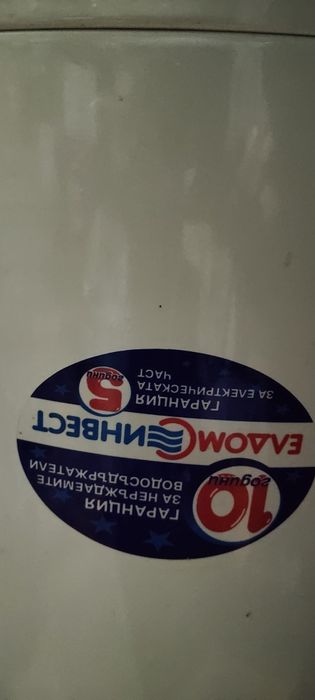 10
години
ГАРАНЦИЯ
ЗА НЕРЪЖДАЕМИТЕ
ВОДОСЪДЪРЖАТЕЛИ
ЕЛДОМ ИНВЕСТ
5
години
ГАРАНЦИЯ
ЗА ЕЛЕКТРИЧЕСКАТА
ЧАСТ